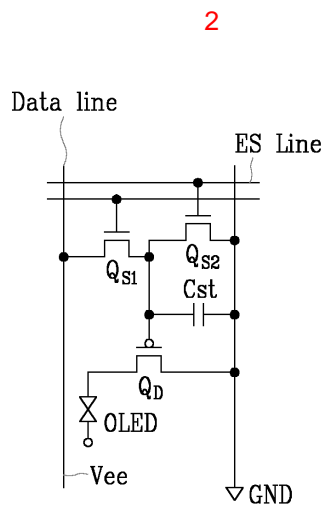 2
Data line
ES Line
QS1
QS2
Cst
QD
OLED
Vee
GND